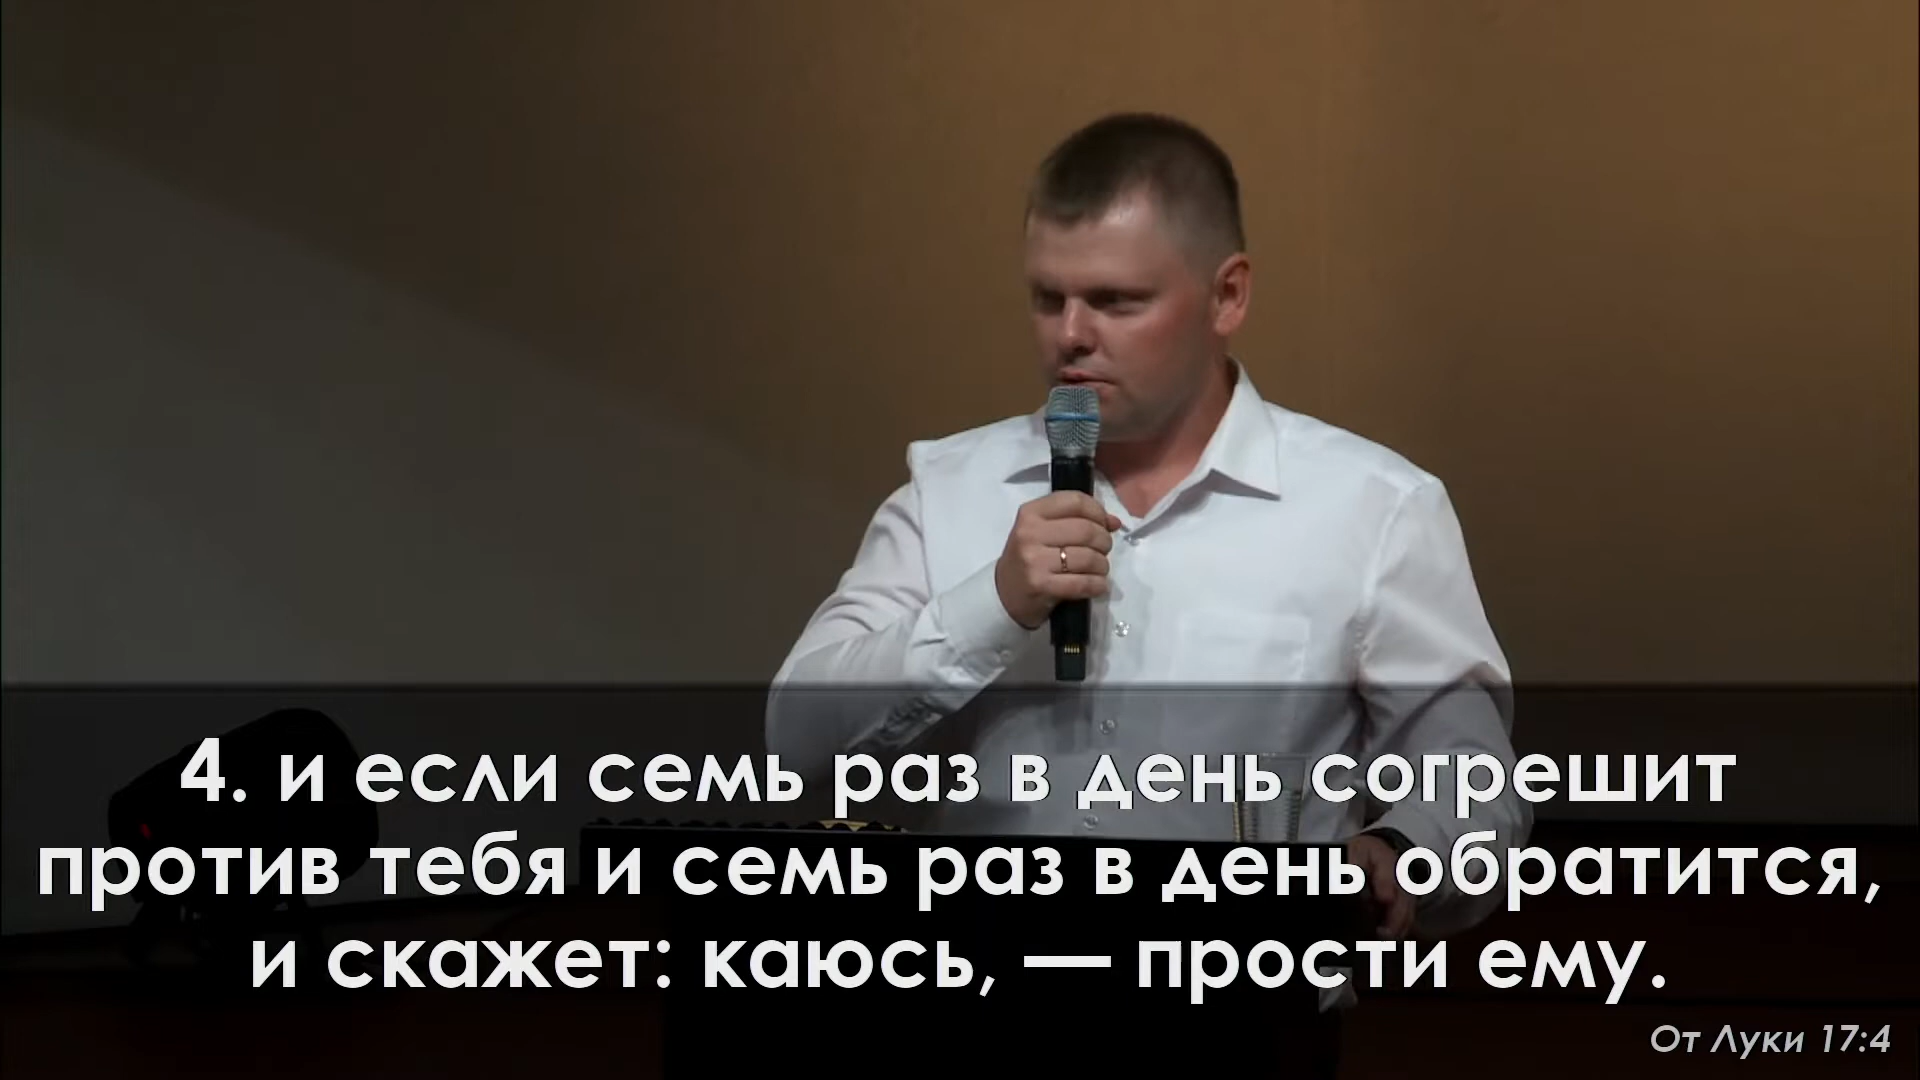 4. и если семь раз в день согрешит
против тебя и семь раз в день обратится,
и скажет: каюсь, — прости ему.
От Луки 17:4